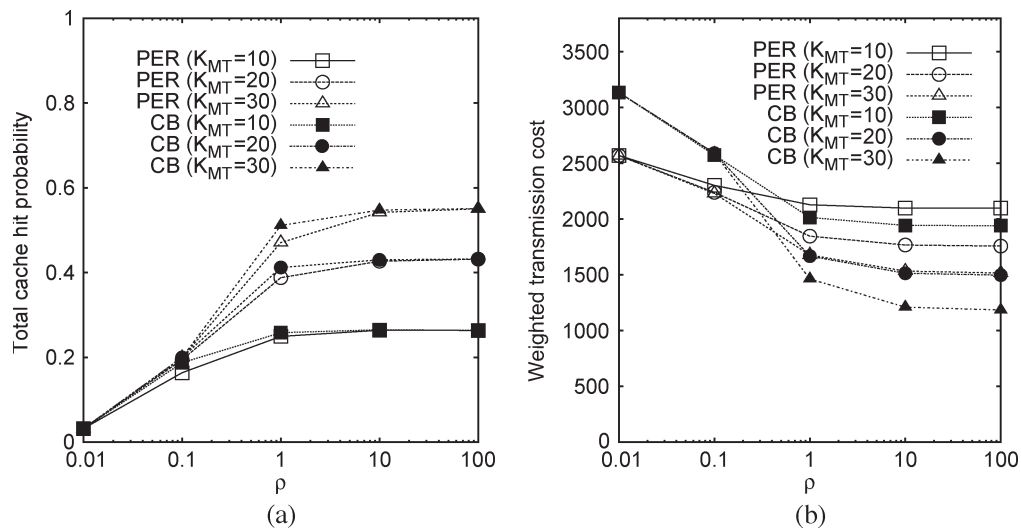 1
0.8
0.6
0.4
0.2
0
Total cache hit probability
PER (K_MT=10)
PER (K_MT=20)
PER (K_MT=30)
CB (K_MT=10)
CB (K_MT=20)
CB (K_MT=30)
0.01 0.1 1 10 100
ρ
(a)
3500
3000
2500
2000
1500
1000
500
0
Weighted transmission cost
PER (K_MT=10)
PER (K_MT=20)
PER (K_MT=30)
CB (K_MT=10)
CB (K_MT=20)
CB (K_MT=30)
0.01 0.1 1 10 100
ρ
(b)